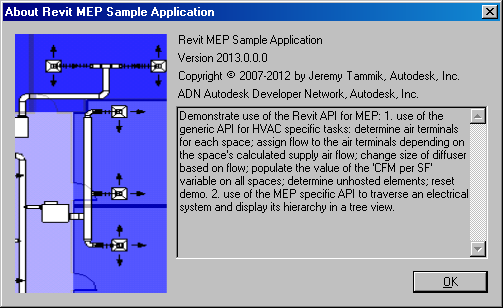 About Revit MEP Sample Application
Revit MEP Sample Application
Version 2013.0.0.0
Copyright © 2007-2012 by Jeremy Tammik, Autodesk, Inc.
ADN Autodesk Developer Network, Autodesk, Inc.
Demonstrate use of the Revit API for MEP: 1. use of the
generic API for HVAC specific tasks: determine air terminals
for each space; assign flow to the air terminals depending on
the space's calculated supply air flow; change size of diffuser
based on flow; populate the value of the 'CFM per SF'
variable on all spaces; determine unhosted elements; reset
demo. 2. use of the MEP specific API to traverse an electrical
system and display its hierarchy in a tree view.
OK